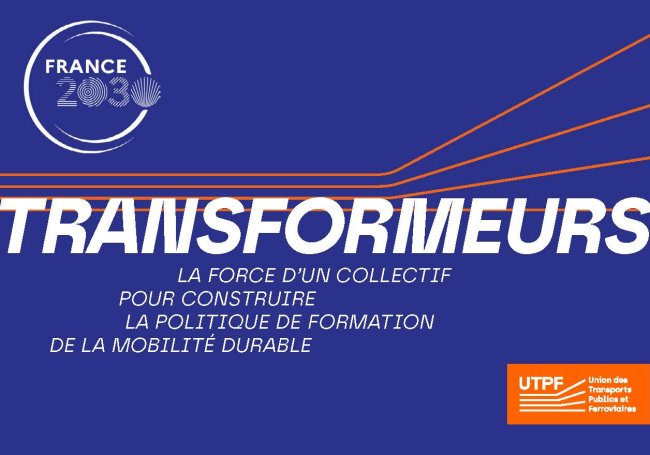 FRANCE
2030
TRANSFORMEURS
LA FORCE D'UN COLLECTIF
POUR CONSTRUIRE
LA POLITIQUE DE FORMATION
DE LA MOBILITÉ DURABLE
UTPF
Union des
Transports
Publics et
Ferroviaires